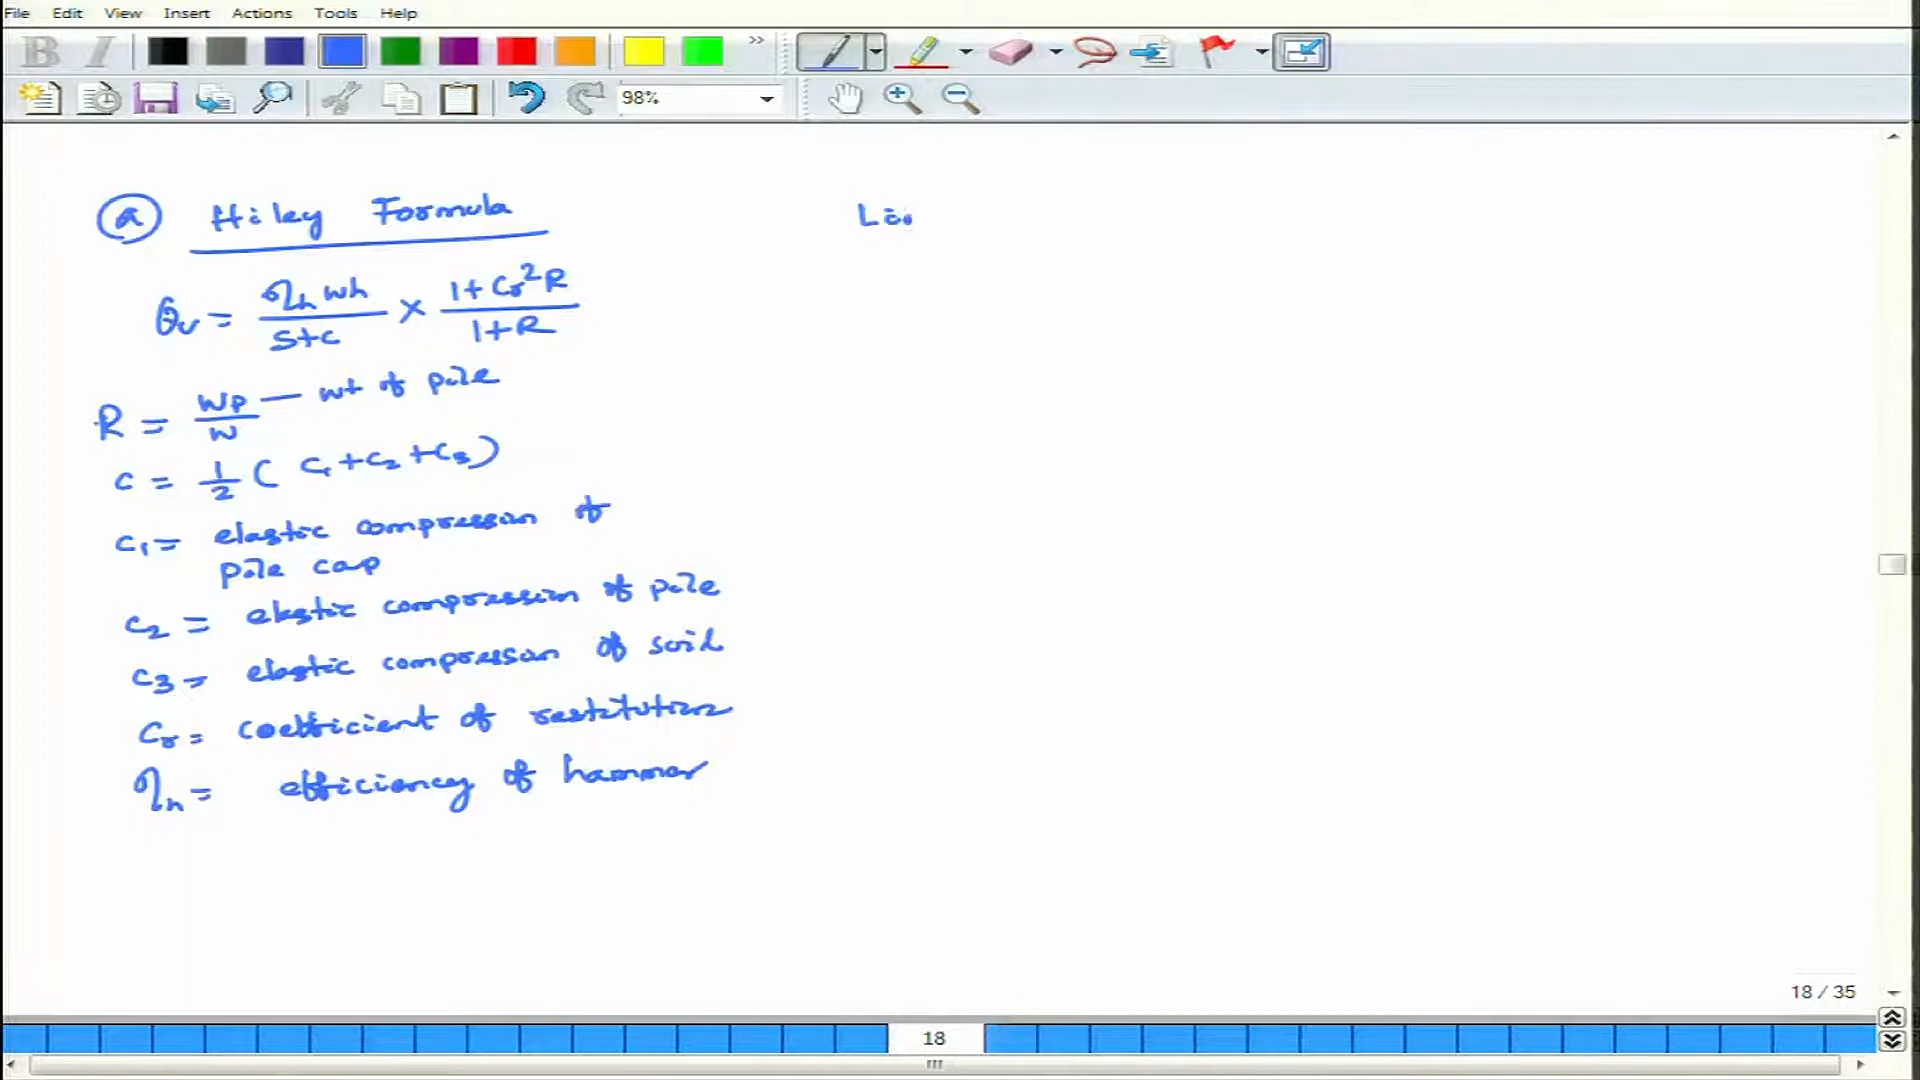 File Edit View Insert Actions Tools Help
B I
98%
a Hiley Formula
Qu = ηh Wh / S+C × 1+Cr²R / 1+R
R = Wp / W — wt of pile
C = 1/2 (C1+C2+C3)
C1 = elastic compression of
pile cap
C2 = elastic compression of pile
C3 = elastic compression of soil
Cr = coefficient of restitution
ηh = efficiency of hammer
18 / 35
18